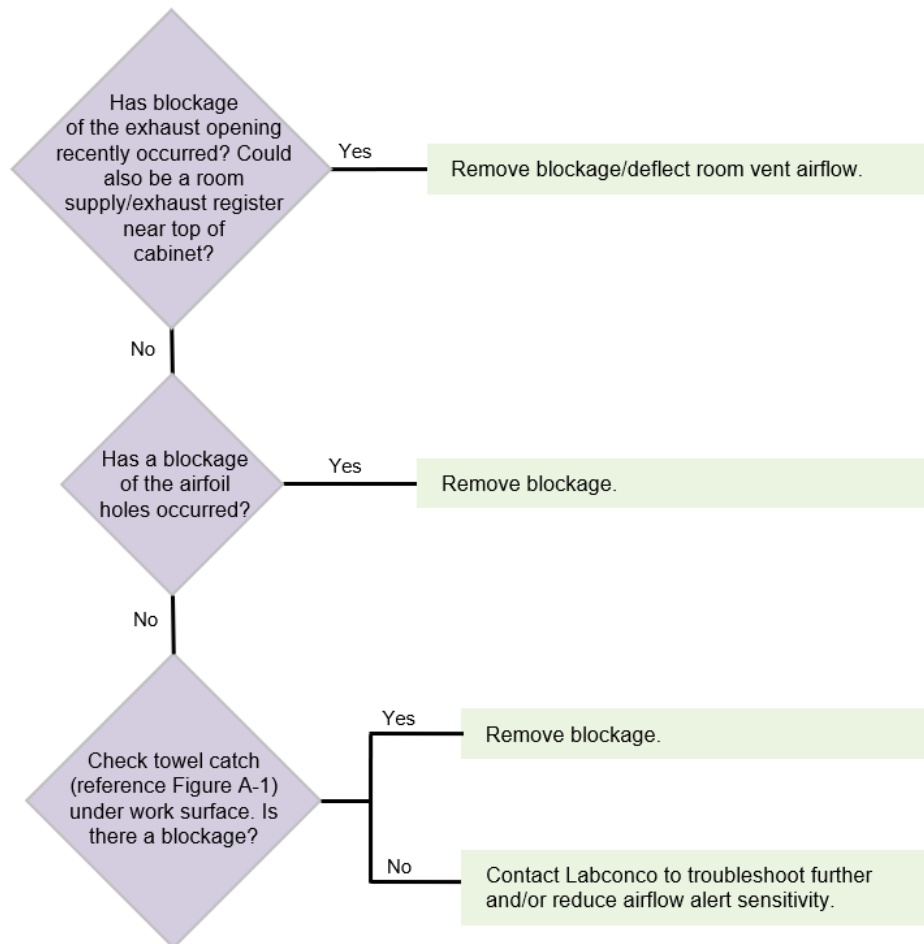 Has blockage
of the exhaust opening
recently occurred? Could
also be a room
supply/exhaust register
near top of
cabinet?
Yes
Remove blockage/deflect room vent airflow.
No
Has a blockage
of the airfoil
holes occurred?
Yes
Remove blockage.
No
Check towel catch
(reference Figure A-1)
under work surface. Is
there a blockage?
Yes
Remove blockage.
No
Contact Labconco to troubleshoot further
and/or reduce airflow alert sensitivity.